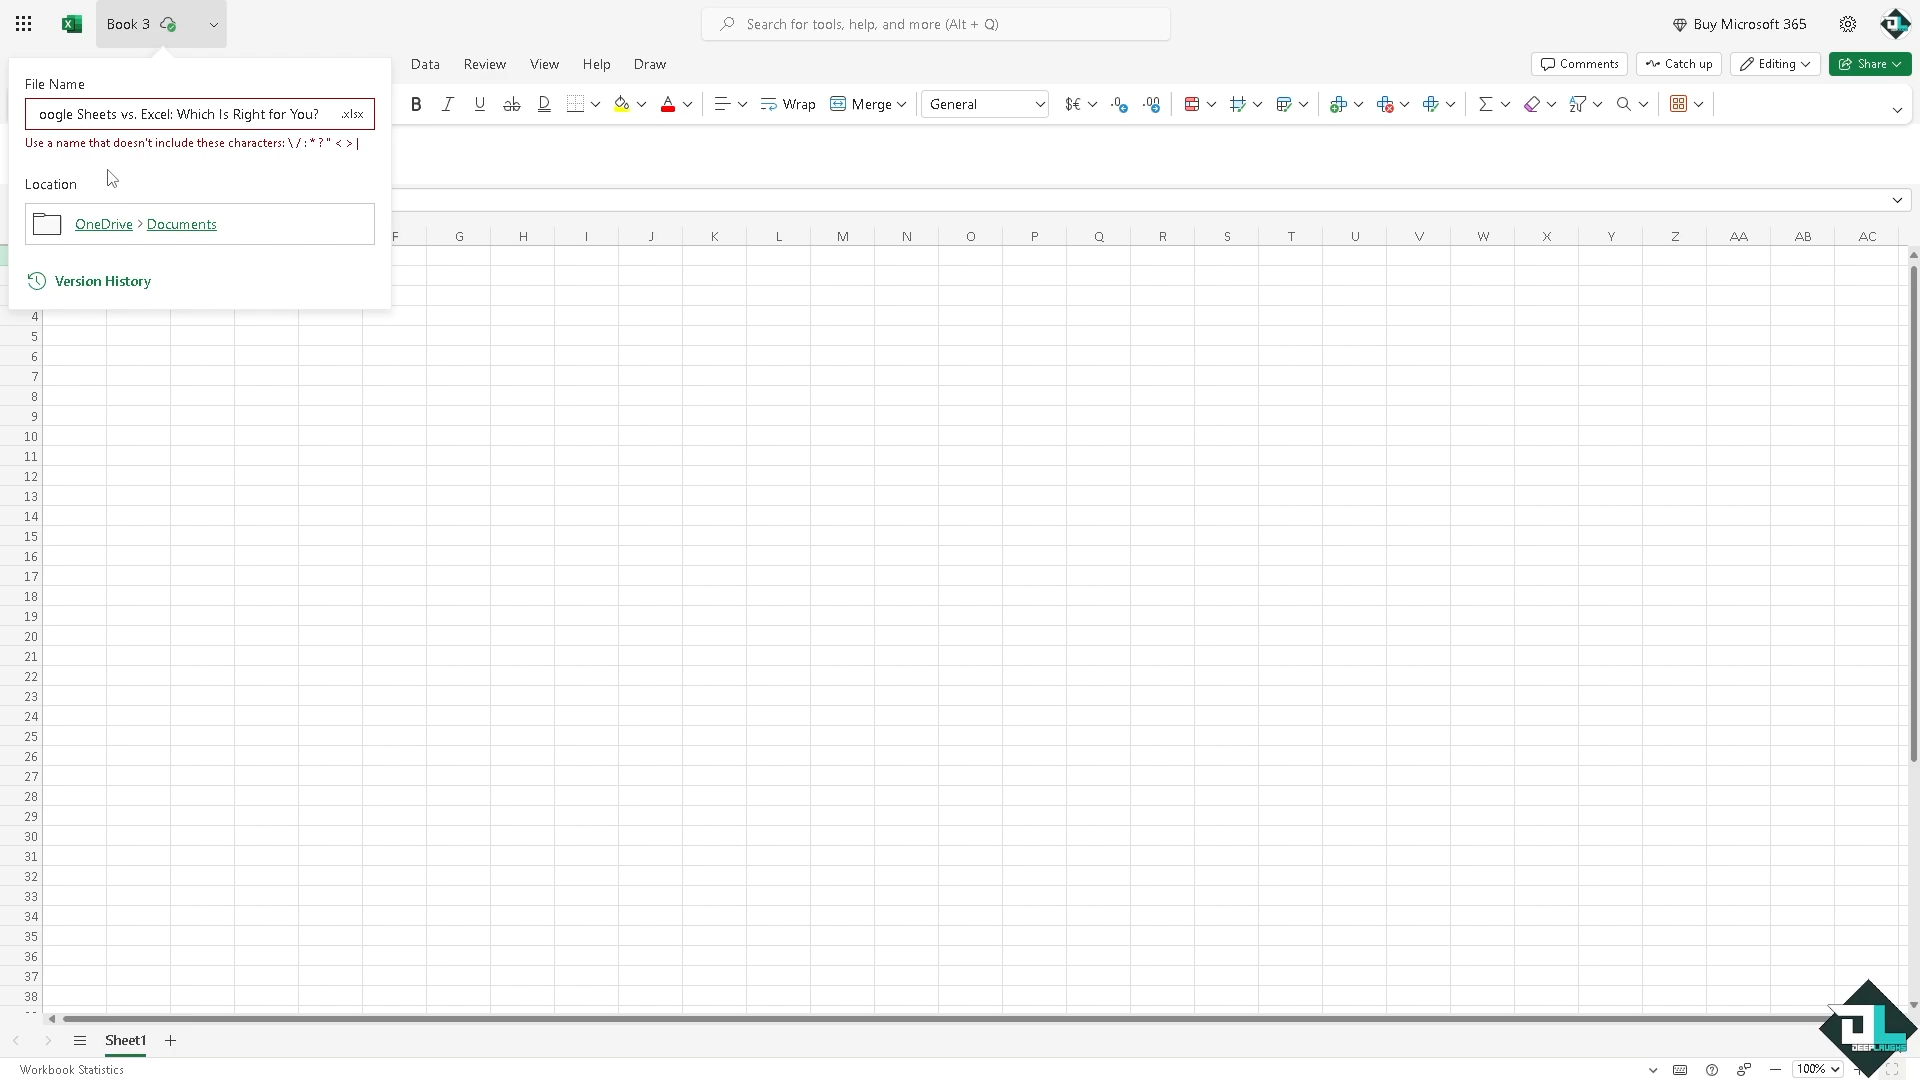 Book 3
Search for tools, help, and more (Alt + Q)
Buy Microsoft 365
Data Review View Help Draw
Comments Catch up Editing Share
File Name
oogle Sheets vs. Excel: Which Is Right for You? .xlsx
Use a name that doesn't include these characters: \ / : * ? " < > |
B I U ab D A Wrap Merge General $€ .0 .00
Location
OneDrive > Documents
Version History
F G H I J K L M N O P Q R S T U V W X Y Z AA AB AC
4
5
6
7
8
9
10
11
12
13
14
15
16
17
18
19
20
21
22
23
24
25
26
27
28
29
30
31
32
33
34
35
36
37
38
Sheet1
DEEPLAUGHS
Workbook Statistics
100%